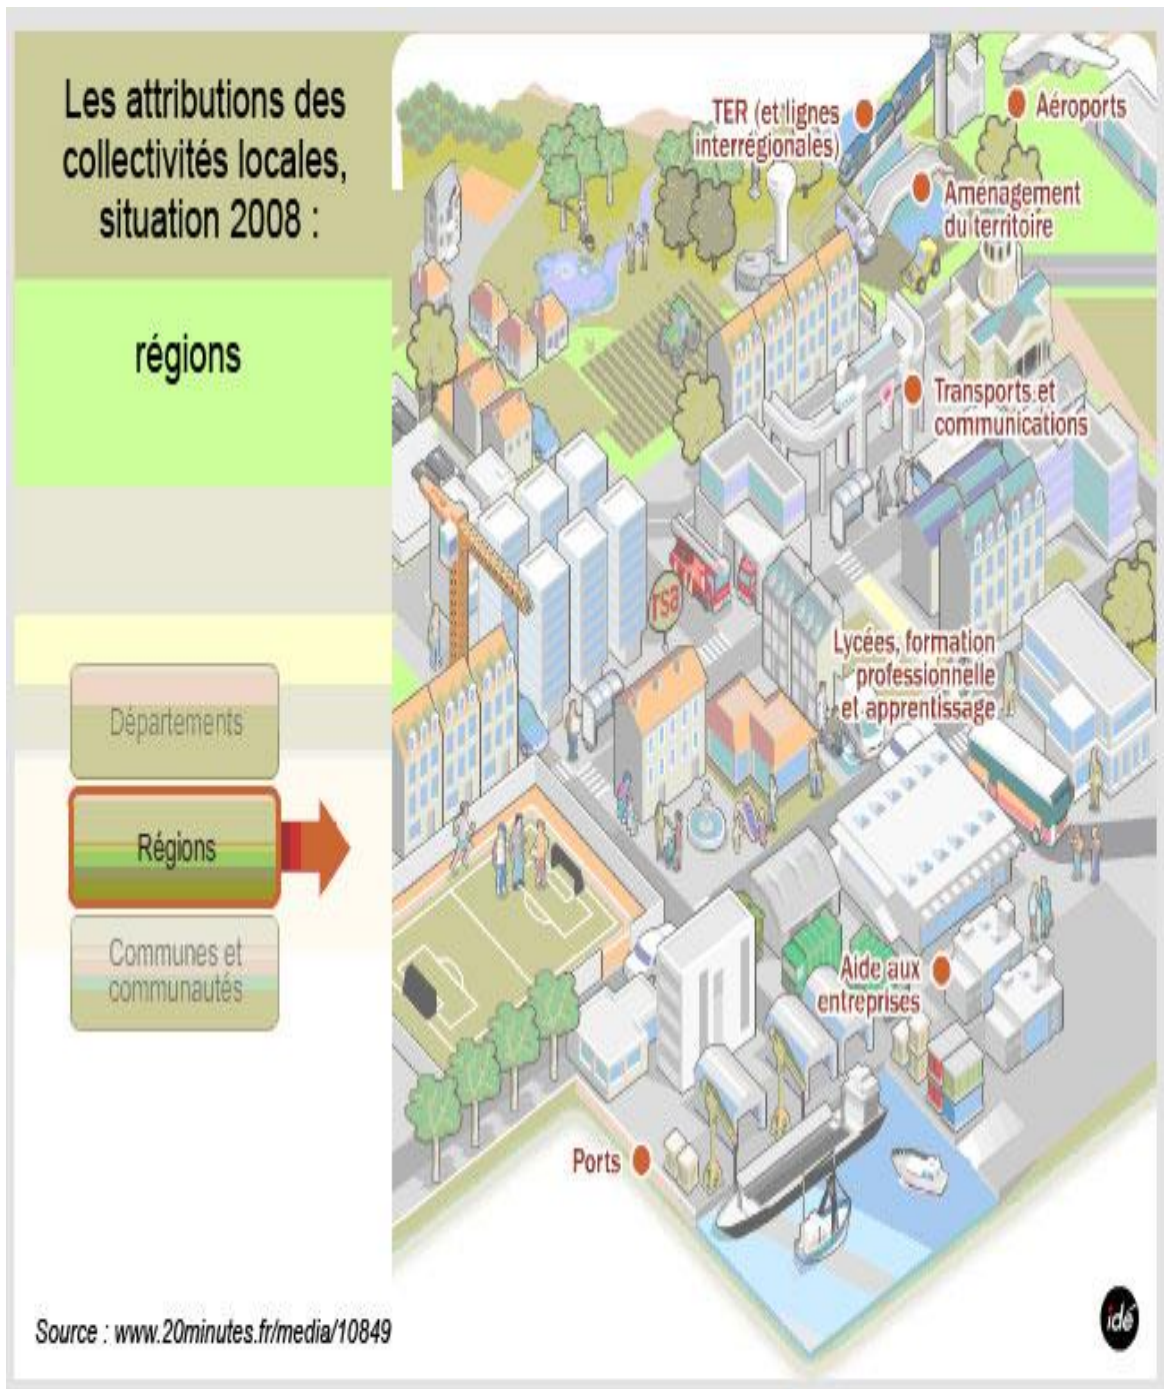 Les attributions des
collectivités locales,
situation 2008 :
régions
Départements
Régions
Communes et
communautés
TER (et lignes
interrégionales)
Aéroports
Aménagement
du territoire
Transports et
communications
rsa
Lycées, formation
professionnelle
et apprentissage
Aide aux
entreprises
Ports
Source : www.20minutes.fr/media/10849
idé